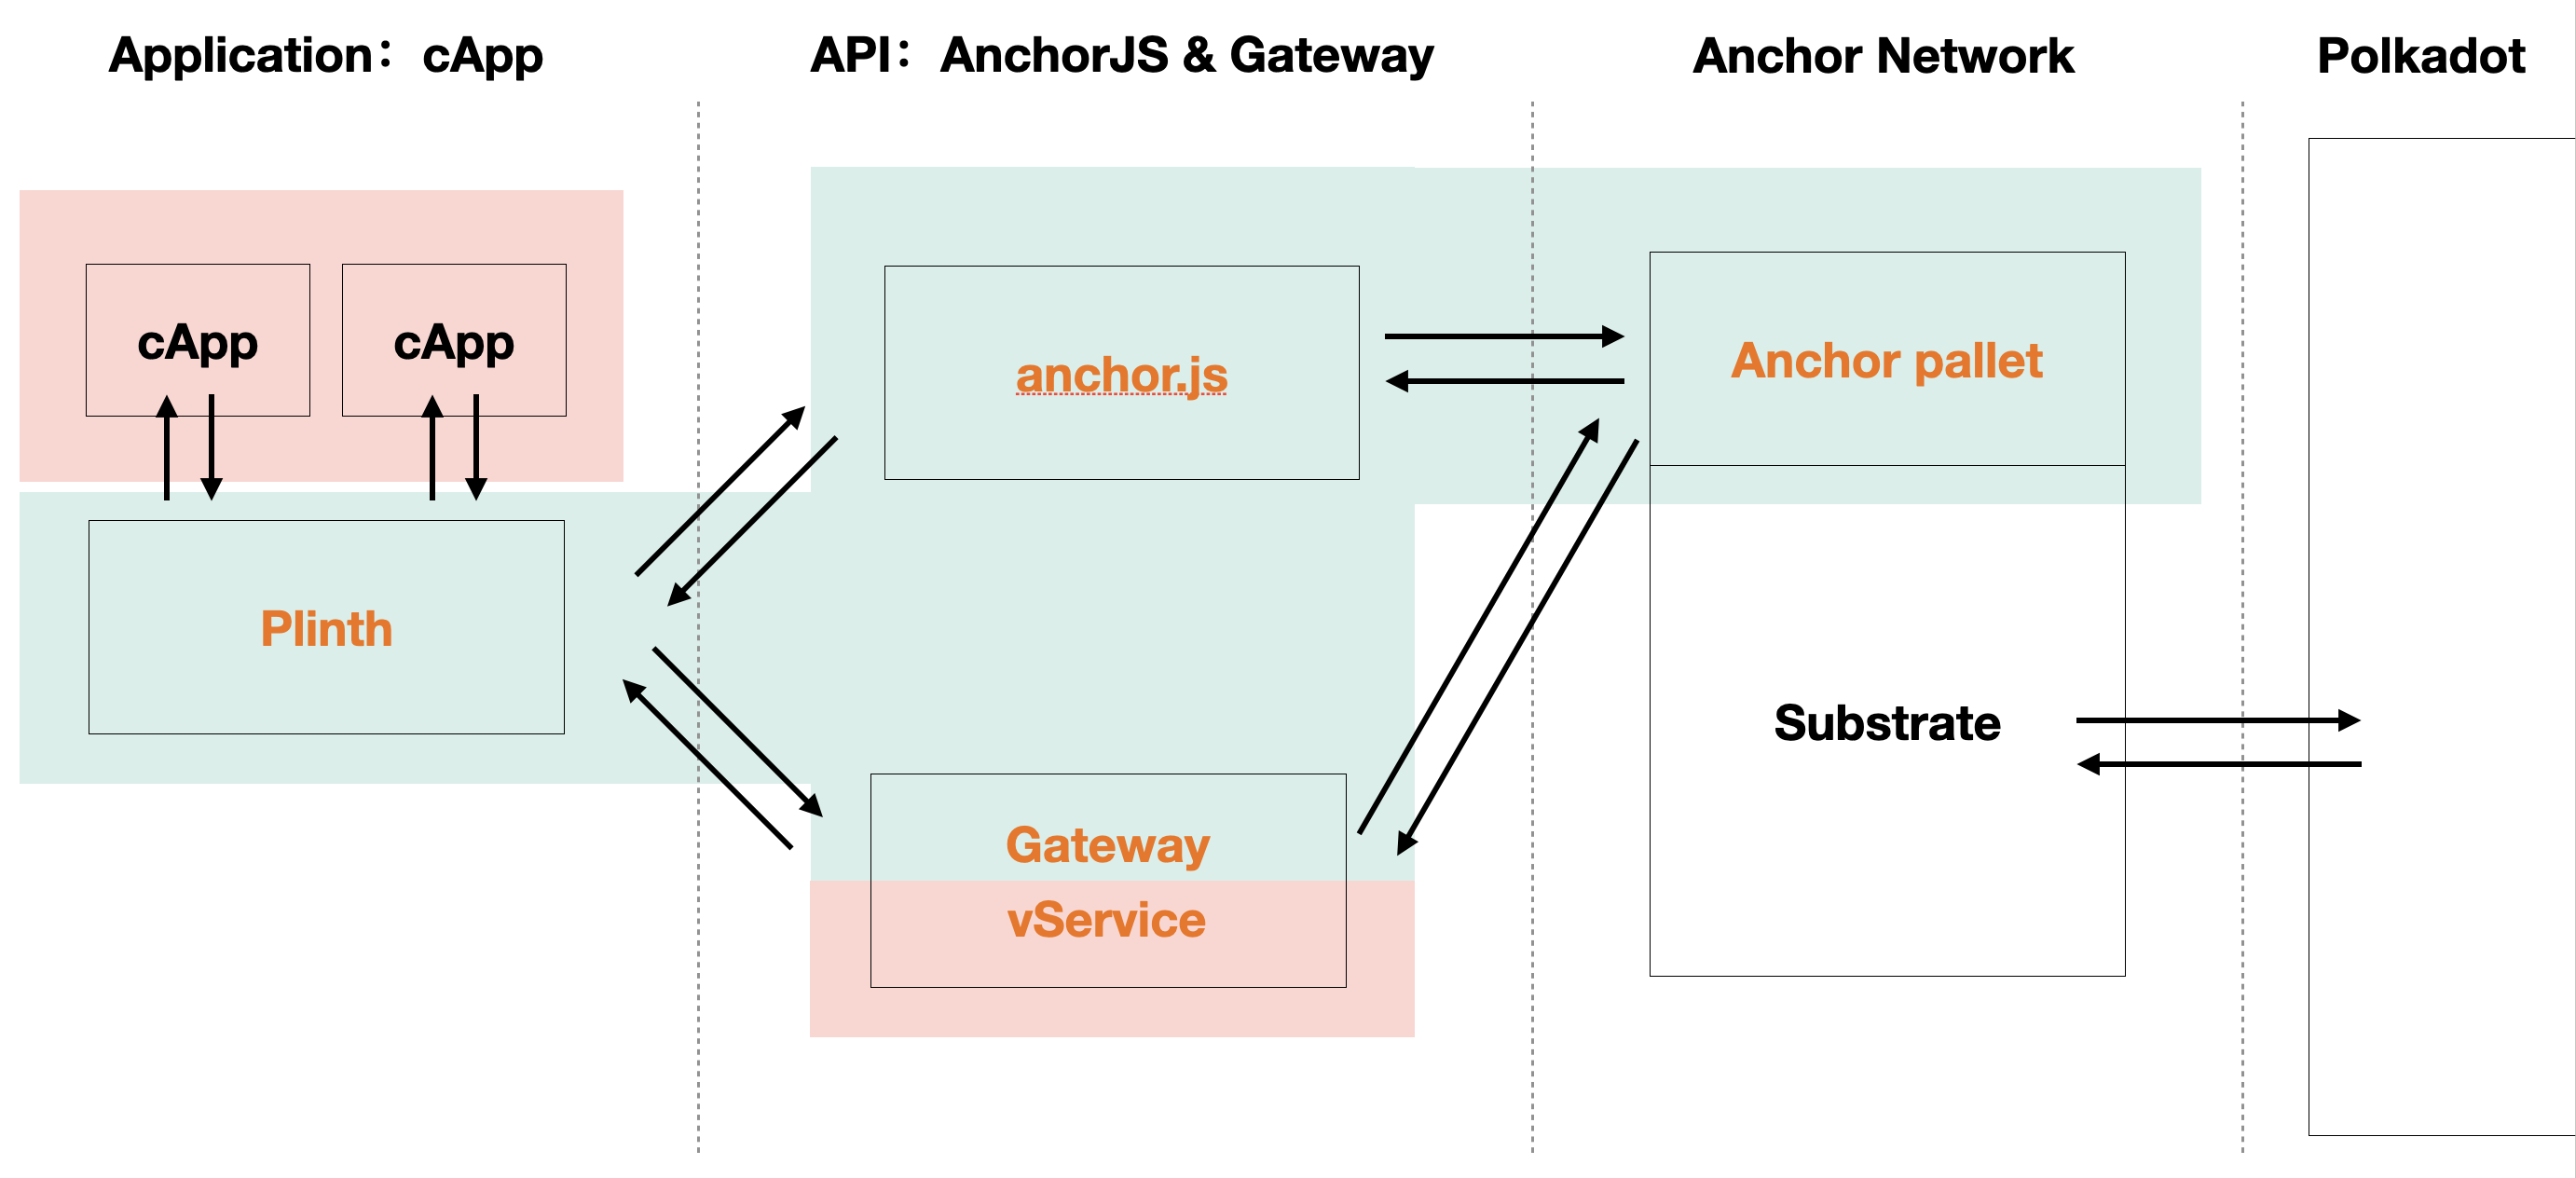 Application：cApp
API：AnchorJS & Gateway
Anchor Network
Polkadot
cApp
cApp
Plinth
anchor.js
Gateway
vService
Anchor pallet
Substrate